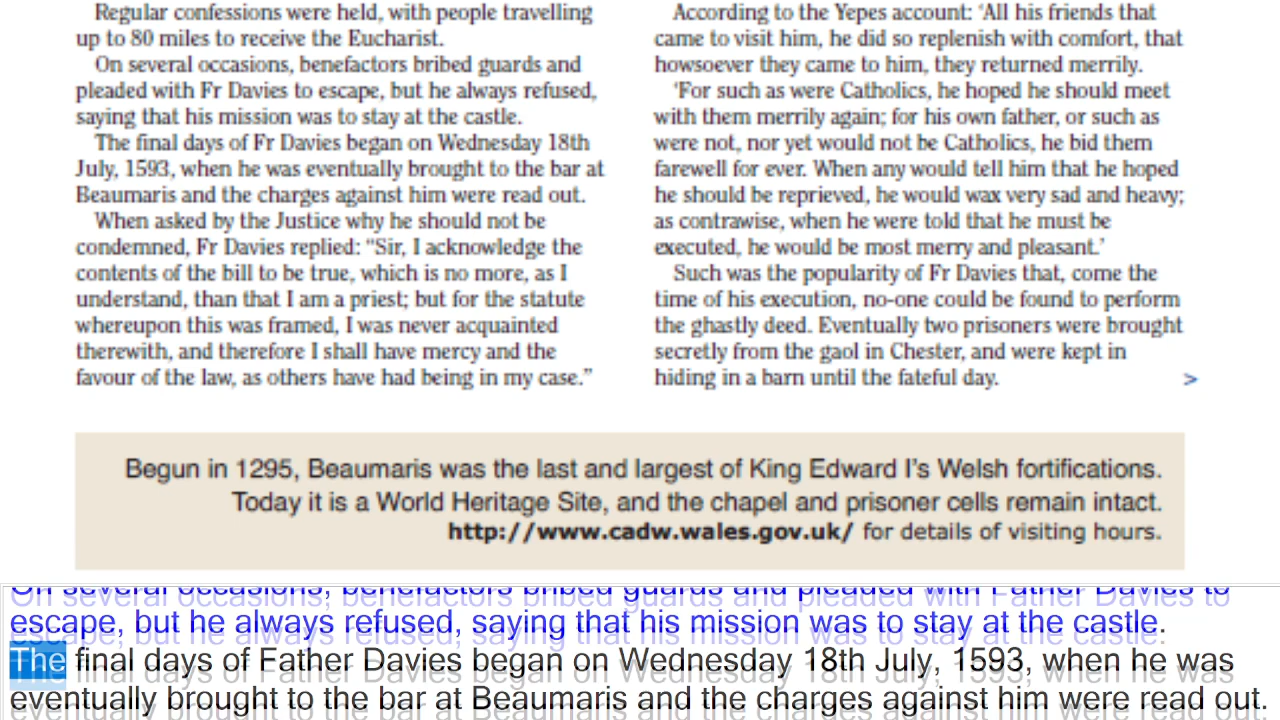 Regular confessions were held, with people travelling
up to 80 miles to receive the Eucharist.
On several occasions, benefactors bribed guards and
pleaded with Fr Davies to escape, but he always refused,
saying that his mission was to stay at the castle.
The final days of Fr Davies began on Wednesday 18th
July, 1593, when he was eventually brought to the bar at
Beaumaris and the charges against him were read out.
When asked by the Justice why he should not be
condemned, Fr Davies replied: “Sir, I acknowledge the
contents of the bill to be true, which is no more, as I
understand, than that I am a priest; but for the statute
whereupon this was framed, I was never acquainted
therewith, and therefore I shall have mercy and the
favour of the law, as others have had being in my case.”
According to the Yepes account: ‘All his friends that
came to visit him, he did so replenish with comfort, that
howsoever they came to him, they returned merrily.
‘For such as were Catholics, he hoped he should meet
with them merrily again; for his own father, or such as
were not, nor yet would not be Catholics, he bid them
farewell for ever. When any would tell him that he hoped
he should be reprieved, he would wax very sad and heavy;
as contrawise, when he were told that he must be
executed, he would be most merry and pleasant.’
Such was the popularity of Fr Davies that, come the
time of his execution, no-one could be found to perform
the ghastly deed. Eventually two prisoners were brought
secretly from the gaol in Chester, and were kept in
hiding in a barn until the fateful day. >
Begun in 1295, Beaumaris was the last and largest of King Edward I’s Welsh fortifications.
Today it is a World Heritage Site, and the chapel and prisoner cells remain intact.
http://www.cadw.wales.gov.uk/ for details of visiting hours.
On several occasions, benefactors bribed guards and pleaded with Father Davies to
escape, but he always refused, saying that his mission was to stay at the castle.
The final days of Father Davies began on Wednesday 18th July, 1593, when he was
eventually brought to the bar at Beaumaris and the charges against him were read out.